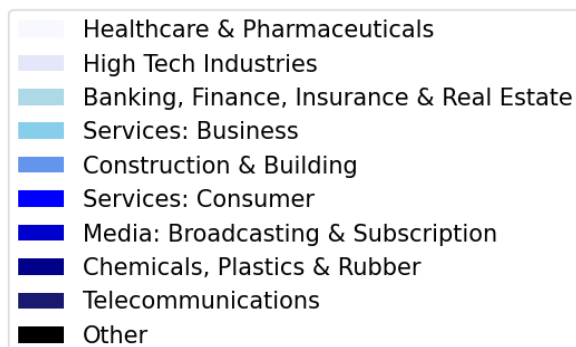 Healthcare & Pharmaceuticals
High Tech Industries
Banking, Finance, Insurance & Real Estate
Services: Business
Construction & Building
Services: Consumer
Media: Broadcasting & Subscription
Chemicals, Plastics & Rubber
Telecommunications
Other